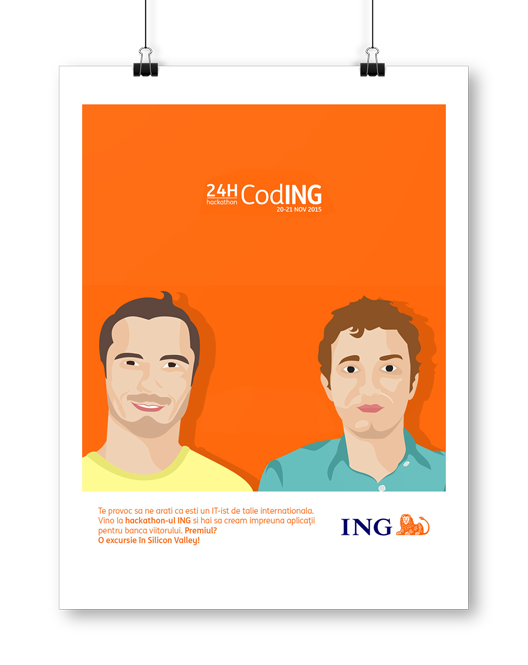 24H CodING
hackathon
20-21 NOV 2015
Te provoc sa ne arati ca esti un IT-ist de talie internationala.
Vino la hackathon-ul ING si hai sa cream impreuna aplicații
pentru banca viitorului. Premiul?
O excursie în Silicon Valley!
ING